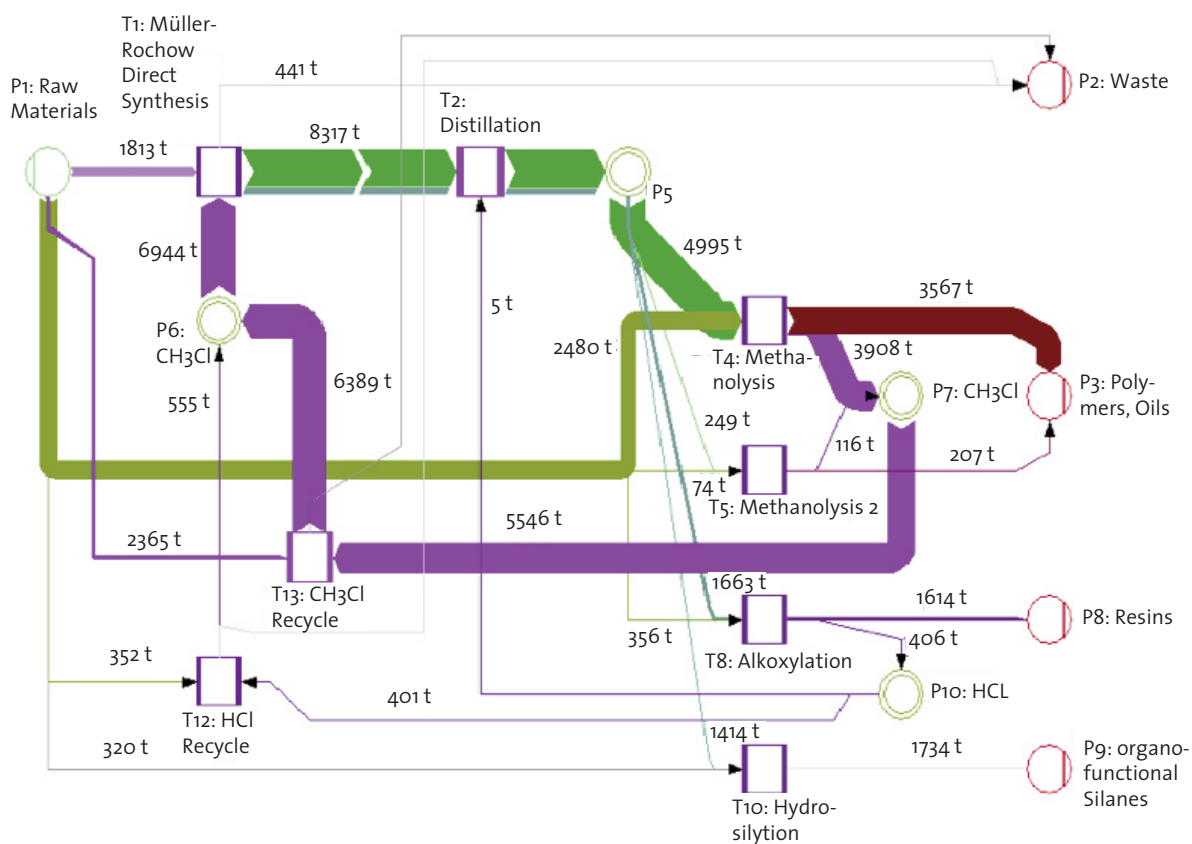 T1: Müller-
Rochow
Direct
Synthesis
P1: Raw
Materials
441 t
P2: Waste
T2:
Distillation
1813 t
8317 t
P5
6944 t
4995 t
5 t
3567 t
P6:
CH3Cl
2480 t
T4: Metha-
nolysis
3908 t
6389 t
P7: CH3Cl
P3: Poly-
mers, Oils
555 t
249 t
116 t
207 t
74 t
T5: Methanolysis 2
2365 t
5546 t
1663 t
T13: CH3Cl
Recycle
1614 t
P8: Resins
356 t
406 t
352 t
T8: Alkoxylation
401 t
P10: HCL
T12: HCl
Recycle
320 t
1414 t
1734 t
P9: organo-
functional
Silanes
T10: Hydro-
silytion